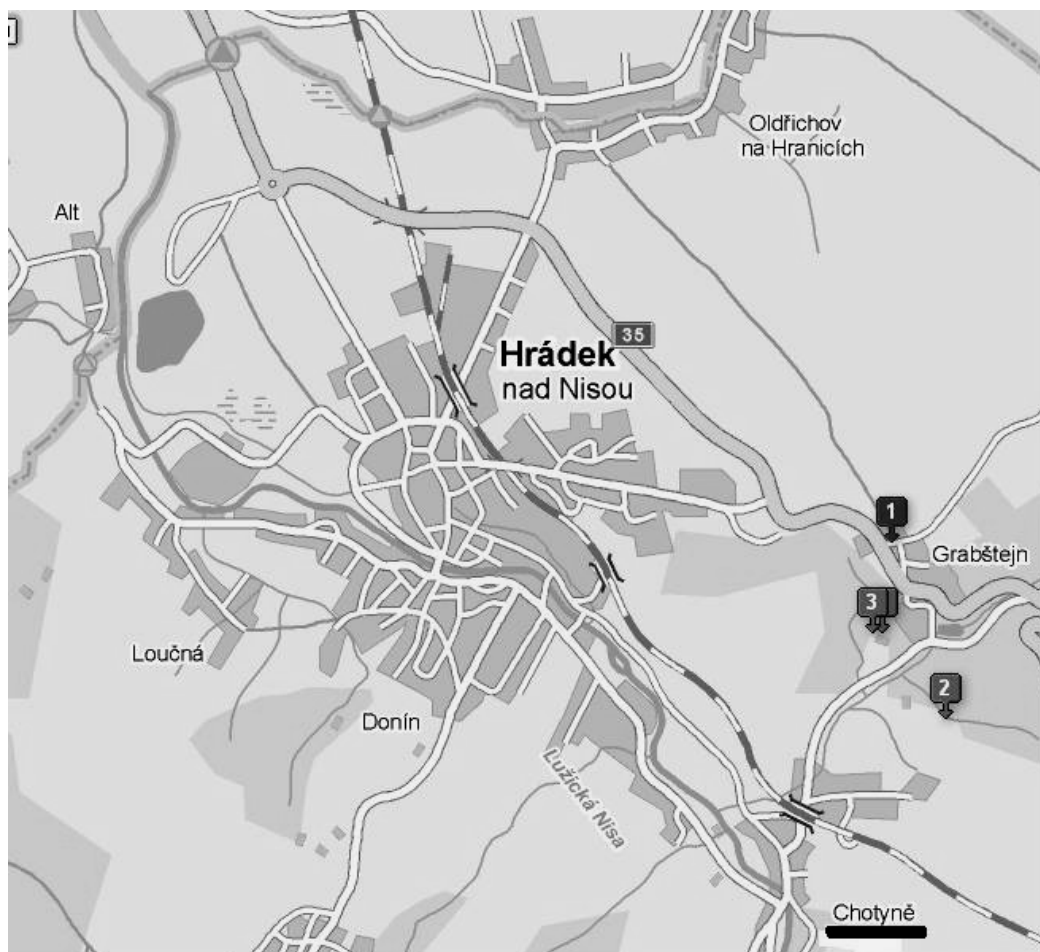 Oldřichov
na Hranicích
Alt
35
Hrádek
nad Nisou
1
Grabštejn
3
Loučná
2
Donín
Lužická Nisa
Chotyně